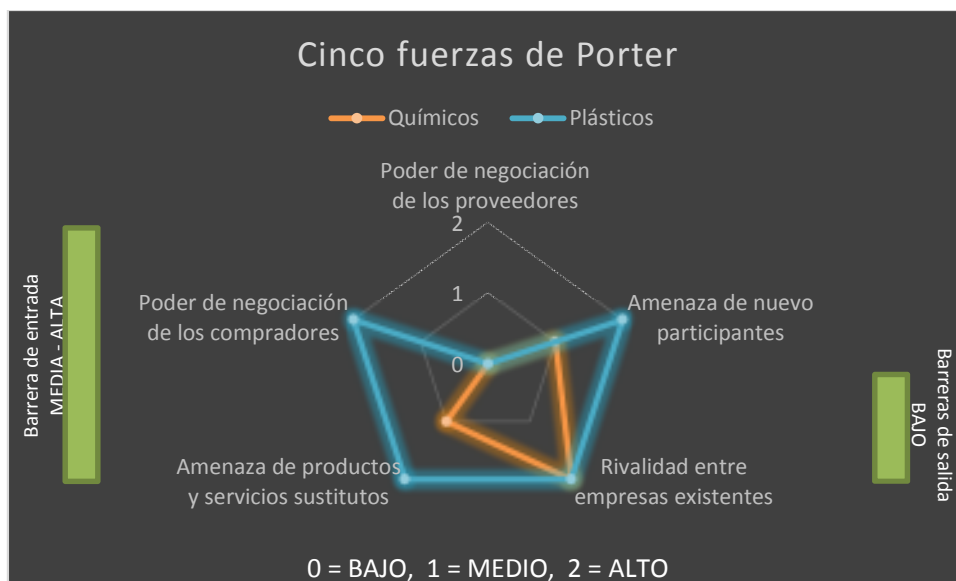 Cinco fuerzas de Porter
Químicos
Plásticos
Poder de negociación
de los proveedores
2
1
0
Amenaza de nuevo
participantes
Rivalidad entre
empresas existentes
Amenaza de productos
y servicios sustitutos
Poder de negociación
de los compradores
Barrera de entrada
MEDIA - ALTA
Barreras de salida
BAJO
0 = BAJO, 1 = MEDIO, 2 = ALTO